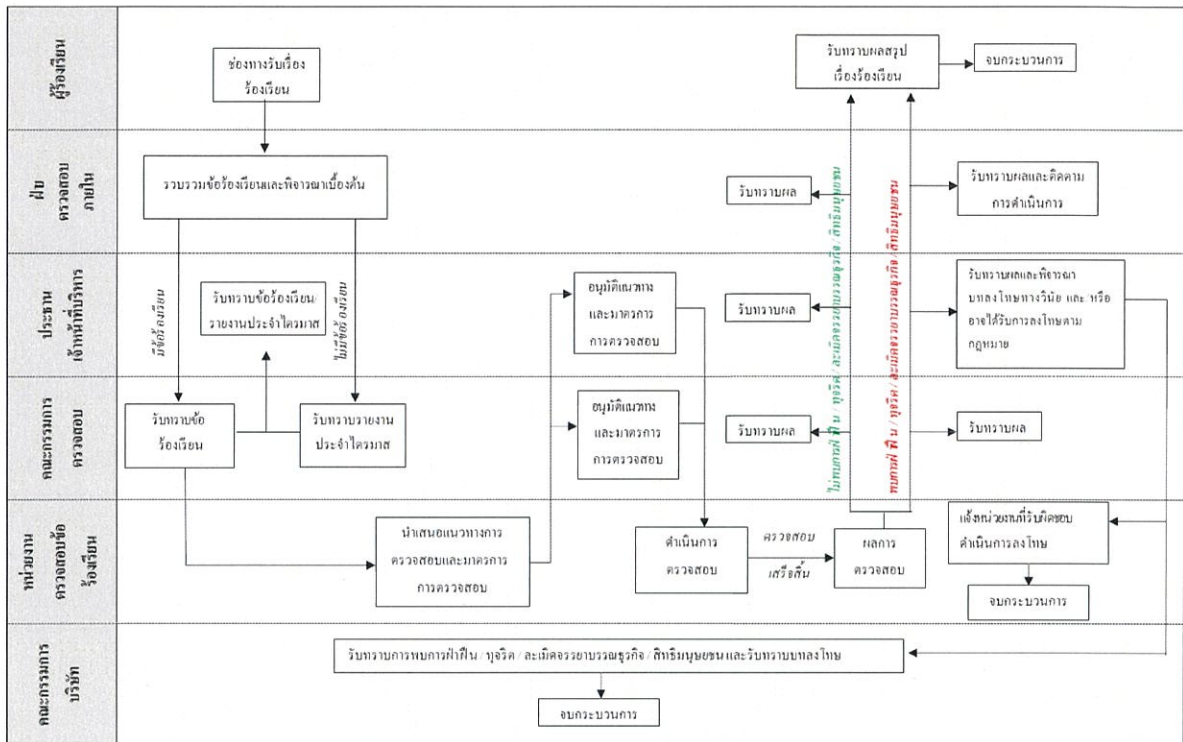 ผู้ร้องเรียน
ช่องทางรับเรื่อง
ร้องเรียน
รับทราบผลสรุป
เรื่องร้องเรียน
จบกระบวนการ
ฝ่าย
ตรวจสอบ
ภายใน
รวบรวมข้อร้องเรียนและพิจารณาเบื้องต้น
รับทราบผล
รับทราบผลและติดตาม
การดำเนินการ
ไม่พบการฝ่าฝืน / ทุจริต / ละเมิดจรรยาบรรณธุรกิจ / สิทธิมนุษยชน
พบการฝ่าฝืน / ทุจริต / ละเมิดจรรยาบรรณธุรกิจ / สิทธิมนุษยชน
ประธาน
เจ้าหน้าที่บริหาร
มีข้อร้องเรียน
รับทราบข้อร้องเรียน/
รายงานประจำไตรมาส
ไม่มีข้อร้องเรียน
อนุมัติแนวทาง
และมาตรการ
การตรวจสอบ
รับทราบผล
รับทราบผลและพิจารณา
บทลงโทษทางวินัย และ/หรือ
อาจได้รับการลงโทษตาม
กฎหมาย
คณะกรรมการ
ตรวจสอบ
รับทราบข้อ
ร้องเรียน
รับทราบรายงาน
ประจำไตรมาส
อนุมัติแนวทาง
และมาตรการ
การตรวจสอบ
รับทราบผล
รับทราบผล
หน่วยงาน
ตรวจสอบข้อ
ร้องเรียน
นำเสนอแนวทางการ
ตรวจสอบและมาตรการ
การตรวจสอบ
ดำเนินการ
ตรวจสอบ
ตรวจสอบ
เสร็จสิ้น
ผลการ
ตรวจสอบ
แจ้งหน่วยงานที่รับผิดชอบ
ดำเนินการลงโทษ
จบกระบวนการ
คณะกรรมการ
บริษัท
รับทราบการพบการฝ่าฝืน / ทุจริต / ละเมิดจรรยาบรรณธุรกิจ / สิทธิมนุษยชน และรับทราบบทลงโทษ
จบกระบวนการ